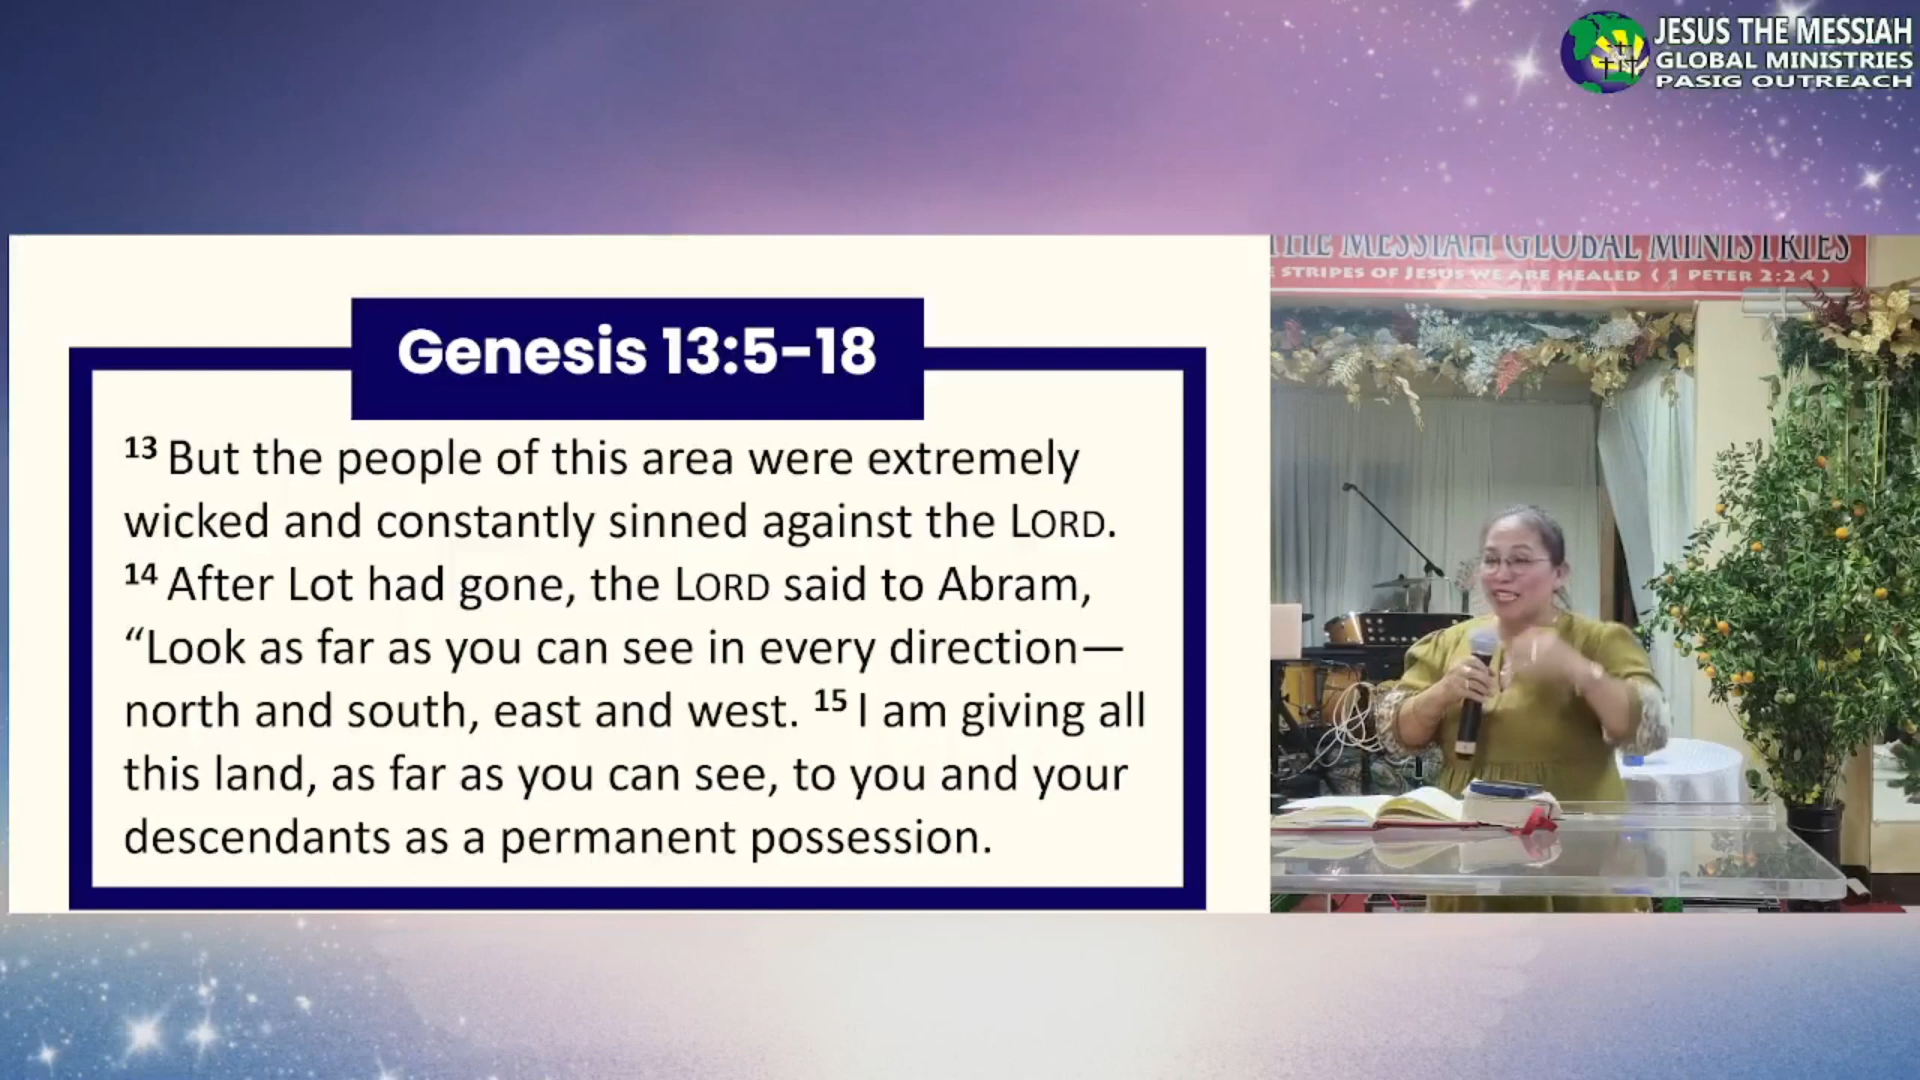 JESUS THE MESSIAH
GLOBAL MINISTRIES
PASIG OUTREACH
THE MESSIAH GLOBAL MINISTRIES
STRIPES OF JESUS WE ARE HEALED ( 1 PETER 2:24 )
Genesis 13:5-18
13 But the people of this area were extremely
wicked and constantly sinned against the LORD.
14 After Lot had gone, the LORD said to Abram,
“Look as far as you can see in every direction—
north and south, east and west. 15 I am giving all
this land, as far as you can see, to you and your
descendants as a permanent possession.